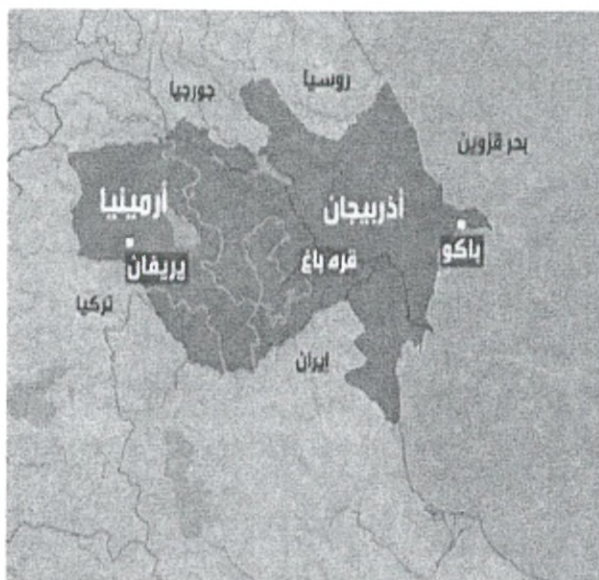 روسيا
جورجيا
بحر قزوين
أرمينيا
أذربيجان
باكو
قره باغ
يريفان
تركيا
ايران